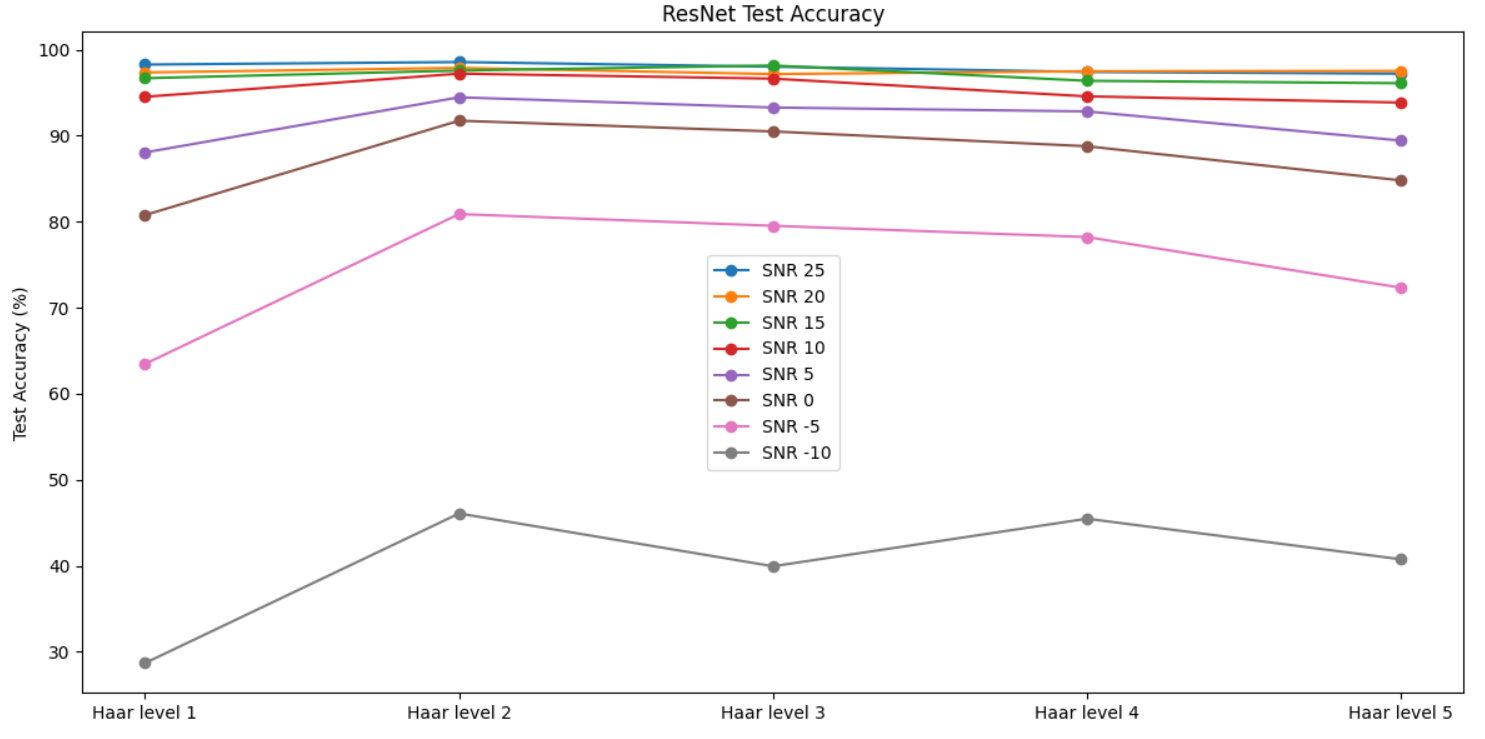 ResNet Test Accuracy
100
90
80
70
60
50
40
30
Test Accuracy (%)
SNR 25
SNR 20
SNR 15
SNR 10
SNR 5
SNR 0
SNR -5
SNR -10
Haar level 1
Haar level 2
Haar level 3
Haar level 4
Haar level 5